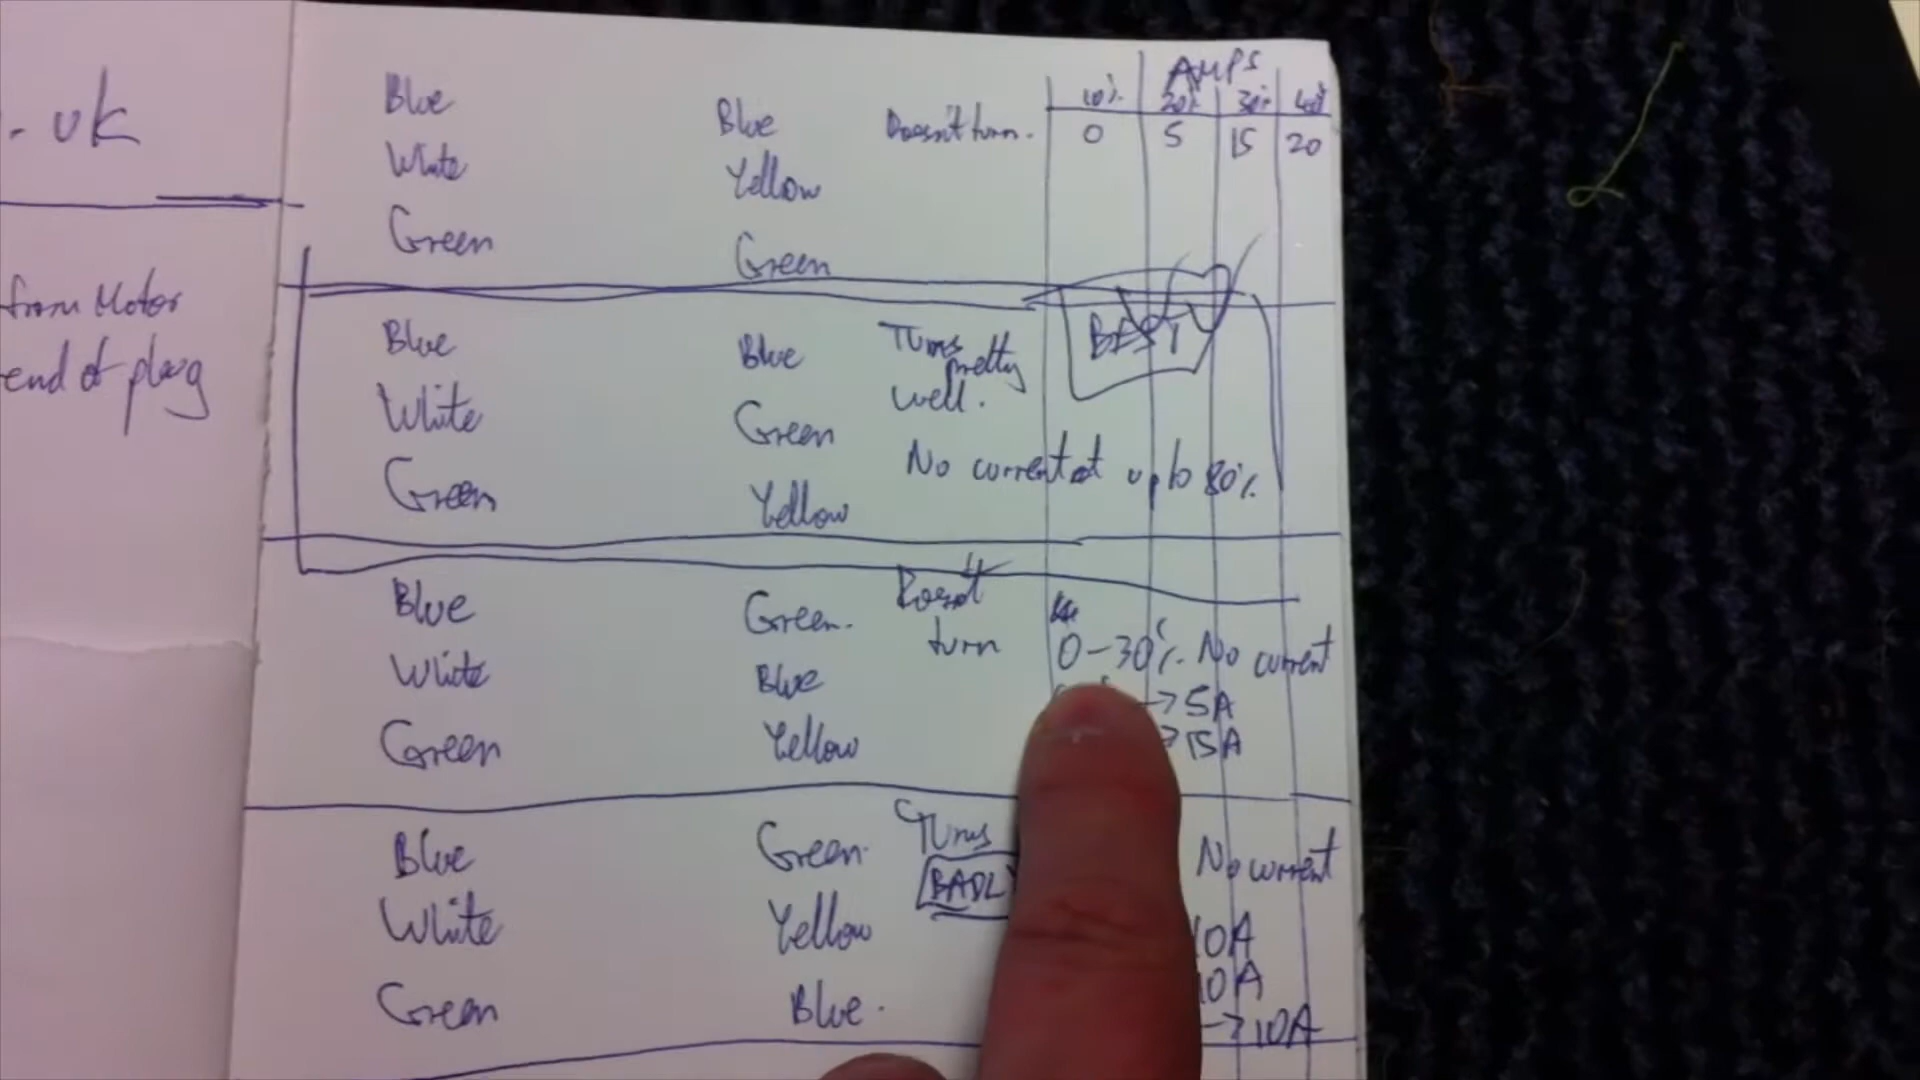 . uk
from Motor
end of plug
AMPS
10% 20% 30% 40%
Blue Blue Doesn't turn. 0 5 15 20
White Yellow
Green Green
Blue Blue Turns pretty well. BEST
White Green
No current at up to 80%
Green Yellow
Blue Green. Doesn't turn
0-30% No current
White Blue → 5A
Green Yellow → 15A
Blue Green. Turns BADLY No current
White Yellow 10A
10A
Green Blue. → 10A